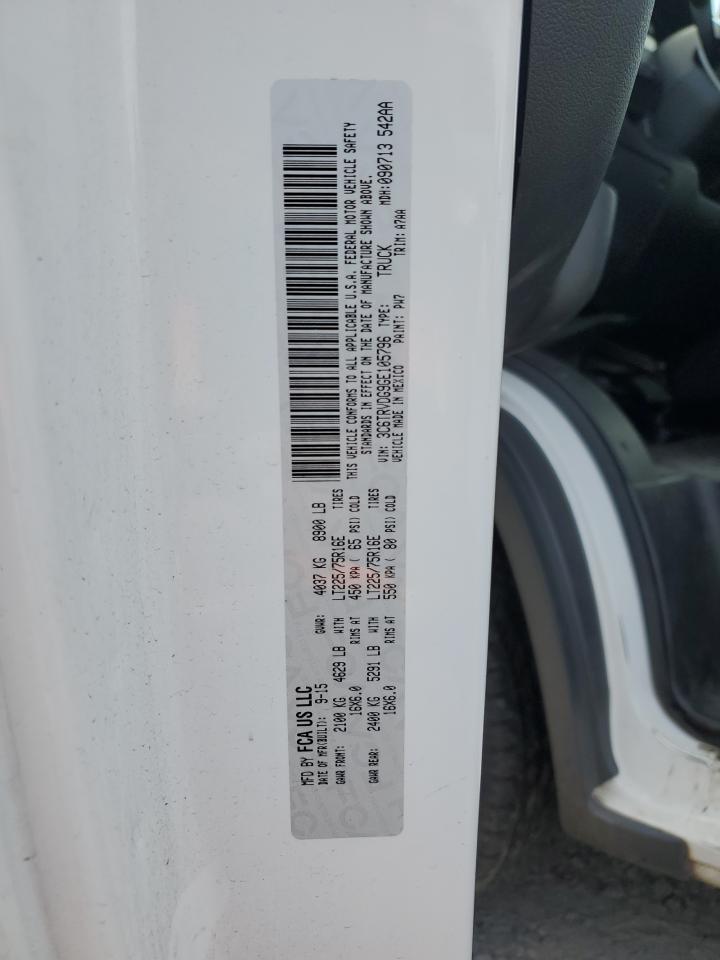 MFD BY FCA US LLC
DATE OF MFR(BUILT): 9-15 GVWR: 4037 KG 8900 LB
GAWR FRONT: 2100 KG 4629 LB WITH LT225/75R16E TIRES
16X6.0 RIMS AT 450 KPA ( 65 PSI) COLD
GAWR REAR: 2400 KG 5291 LB WITH LT225/75R16E TIRES
16X6.0 RIMS AT 550 KPA ( 80 PSI) COLD
THIS VEHICLE CONFORMS TO ALL APPLICABLE U.S.A. FEDERAL MOTOR VEHICLE SAFETY
STANDARDS IN EFFECT ON THE DATE OF MANUFACTURE SHOWN ABOVE.
VIN: 3C6TRVDG9GE105796 TYPE: TRUCK MDH:090713 542AA
VEHICLE MADE IN MEXICO PAINT: PW7 TRIM: A7AA